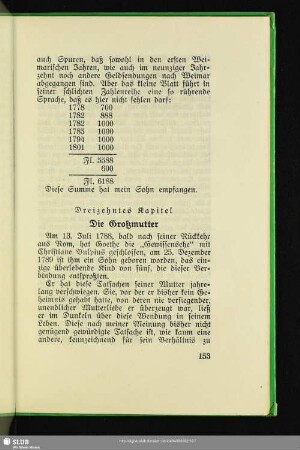 auch Spuren, daß sowohl in den ersten Wei-
marischen Jahren, wie auch im neunziger Jahr-
zehnt noch andere Geldsendungen nach Weimar
abgegangen sind. Aber das kleine Blatt führt in
seiner schlichten Zahlenreihe eine so rührende
Sprache, daß es hier nicht fehlen darf:
1778 700
1782 888
1782 1000
1785 1000
1794 1000
1801 1000
Fl. 5588
600
Fl. 6188
Diese Summe hat mein Sohn empfangen.
Dreizehntes Kapitel
Die Großmutter
Am 13. Juli 1788, bald nach seiner Rückkehr
aus Rom, hat Goethe die „Gewissensehe“ mit
Christiane Vulpius geschlossen, am 25. Dezember
1789 ist ihm ein Sohn geboren worden, das ein-
zige überlebende Kind von fünf, die dieser Ver-
bindung entsproßten.
Er hat diese Tatsachen seiner Mutter jahre-
lang verschwiegen. Sie, vor der er bisher kein Ge-
heimnis gehabt hatte, von deren nie versiegender,
unendlicher Mutterliebe er überzeugt war, ließ
er im Dunkeln über diese Wendung in seinem
Leben. Diese nach meiner Meinung bisher nicht
genügend gewürdigte Tatsache ist, wie kaum eine
andere, kennzeichnend für sein Verhältnis zu
153
SLUB